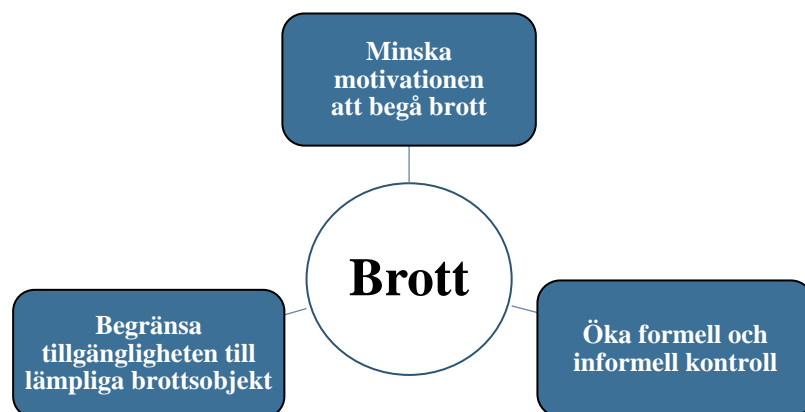 Minska
motivationen
att begå brott
Brott
Begränsa
tillgängligheten till
lämpliga brottsobjekt
Öka formell och
informell kontroll